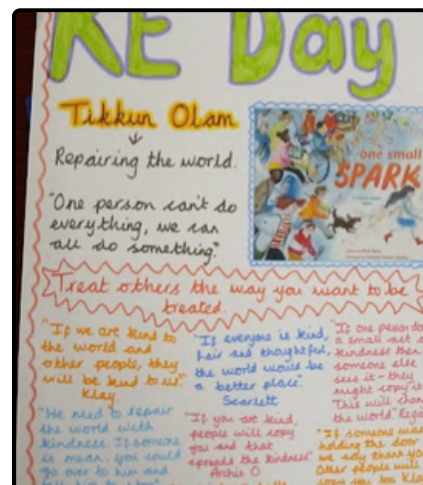 RE Day
Tikkun Olam
Repairing the world.
"One person can't do
everything, we can
all do something."
one small
SPARK
Treat others the way you want to be
treated.
"If we are kind to
the world and
other people, they
will be kind to us."
Klay.
"We need to repair
the world with
kindness. If someone
is mean, you could
go over to him and
"If everyone is kind,
fair and thoughtful,
the world would be
a better place."
Scarlett
"If you are kind,
people will copy
you and that
spreads the kindness"
Archie O
"If one person do
a small act o
kindness then
someone else
sees it - they
might copy it
This will chan
the world."
"If someone was
holding the door
we say thank you
Other people will
copy you too